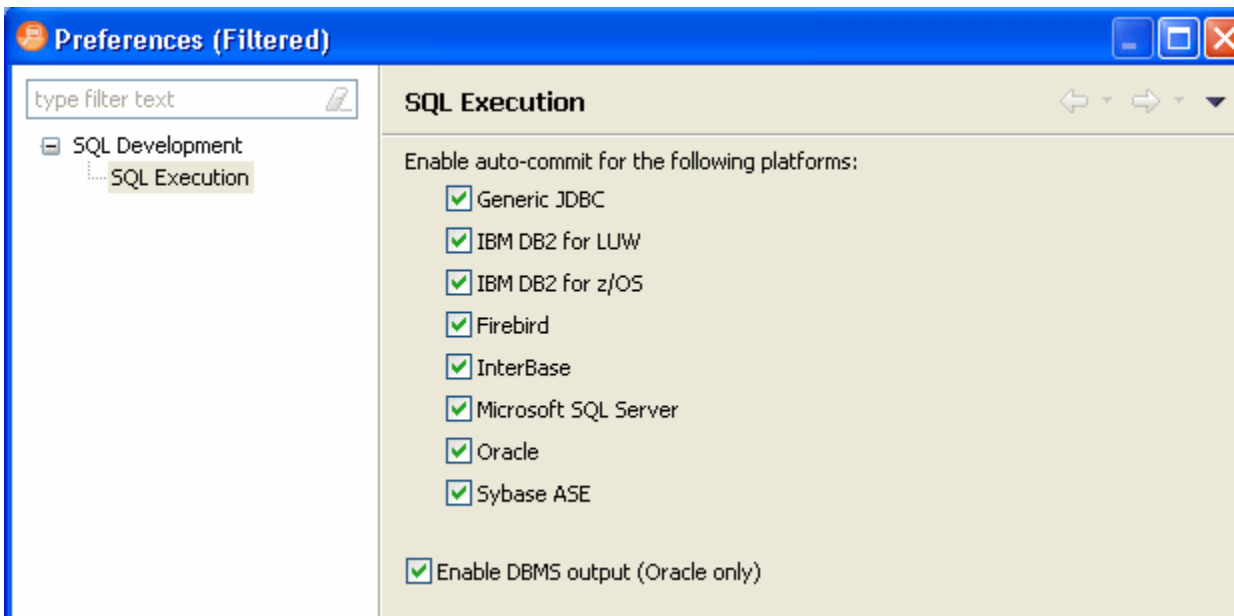 Preferences (Filtered)
type filter text
SQL Development
SQL Execution
SQL Execution
Enable auto-commit for the following platforms:
Generic JDBC
IBM DB2 for LUW
IBM DB2 for z/OS
Firebird
InterBase
Microsoft SQL Server
Oracle
Sybase ASE
Enable DBMS output (Oracle only)